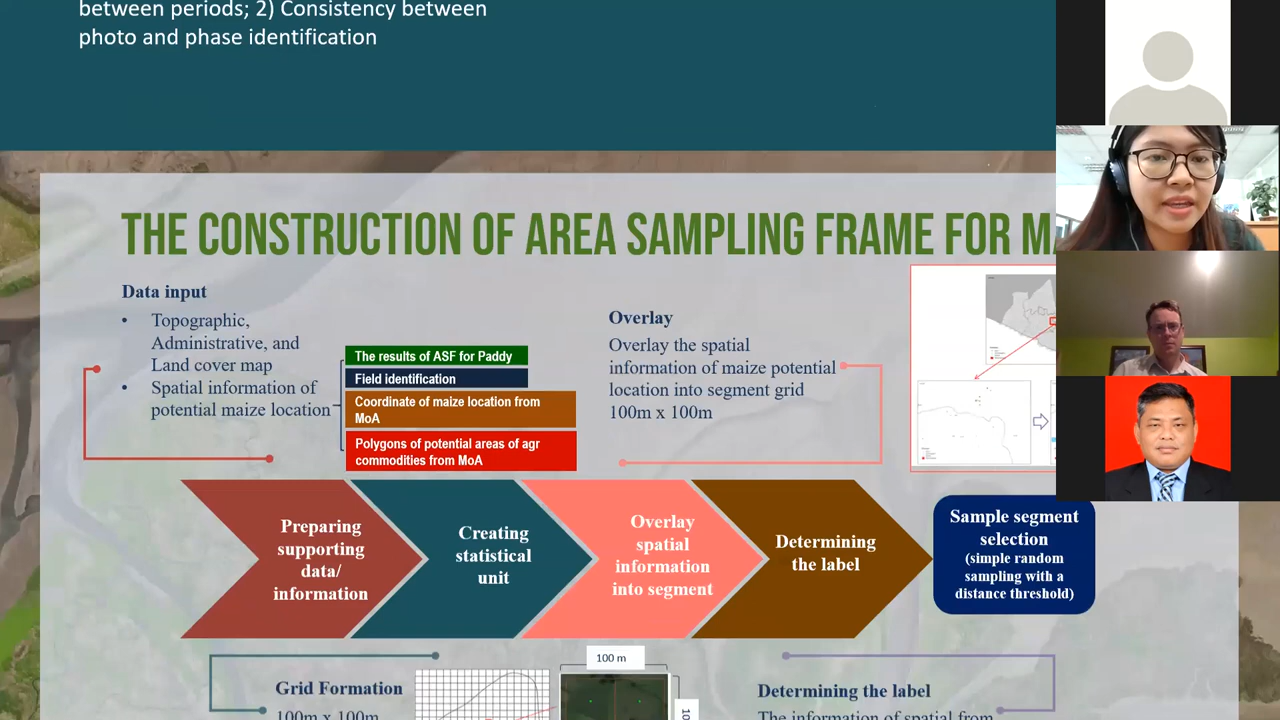 between periods; 2) Consistency between
photo and phase identification
THE CONSTRUCTION OF AREA SAMPLING FRAME FOR
Data input
• Topographic,
Administrative, and
Land cover map
• Spatial information of
potential maize location
The results of ASF for Paddy
Field identification
Coordinate of maize location from
MoA
Polygons of potential areas of agr
commodities from MoA
Overlay
Overlay the spatial
information of maize potential
location into segment grid
100m x 100m
Preparing
supporting
data/
information
Creating
statistical
unit
Overlay
spatial
information
into segment
Determining
the label
Sample segment
selection
(simple random
sampling with a
distance threshold)
100 m
Grid Formation
100m x 100m
Determining the label
The information of spatial from